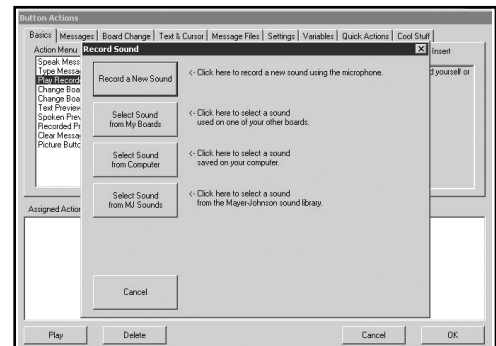 Button Actions
Basics Messages Board Change Text & Cursor Message Files Settings Variables Quick Actions Cool Stuff
Action Menu
Insert
Speak Mess
Type Messa
Play Record
Change Boa
Change Boa
Text Preview
Spoken Prev
Recorded Pr
Clear Messa
Picture Butto
d yourself or
Record Sound
Record a New Sound
<- Click here to record a new sound using the microphone.
Select Sound
from My Boards
<- Click here to select a sound
used on one of your other boards.
Select Sound
from Computer
<- Click here to select a sound
saved on your computer.
Select Sound
from MJ Sounds
<- Click here to select a sound
from the Mayer-Johnson sound library.
Cancel
Assigned Action
Play Delete Cancel OK